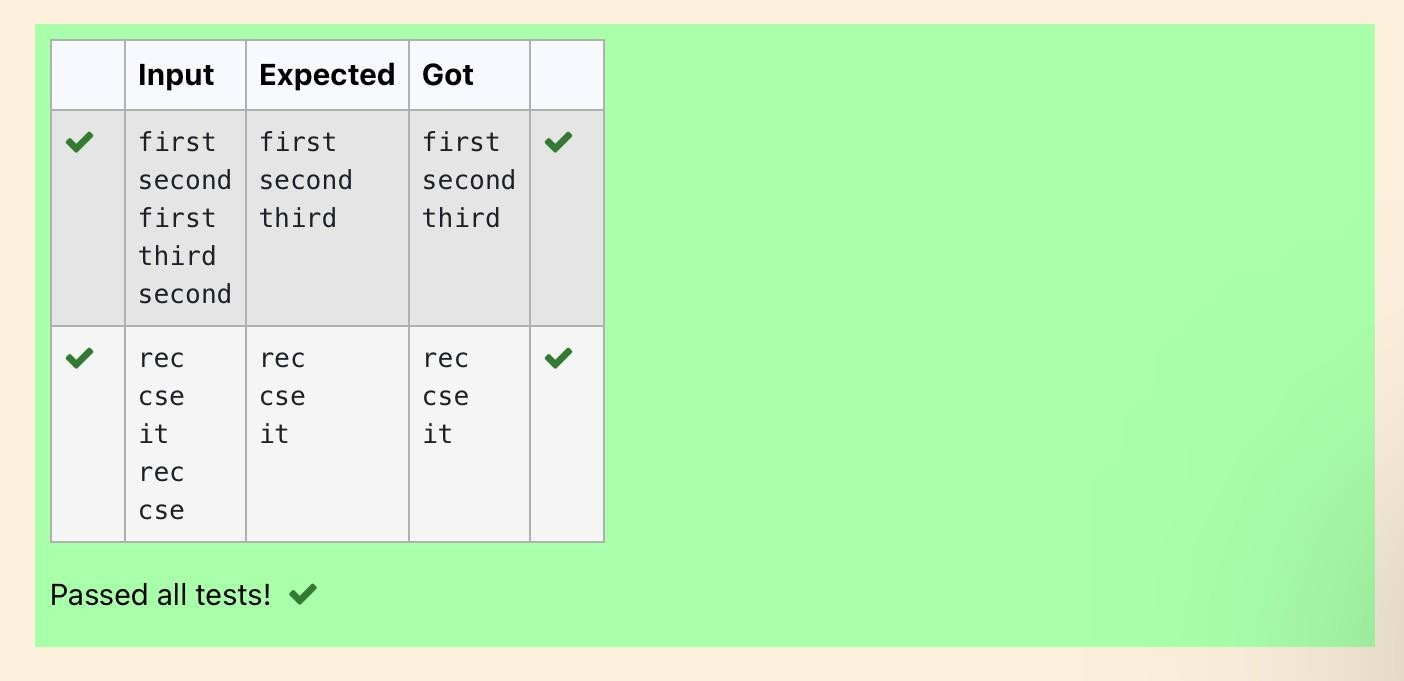 Input Expected Got
first first first
second second second
first third third
third
second
rec rec rec
cse cse cse
it it it
rec
cse
Passed all tests!